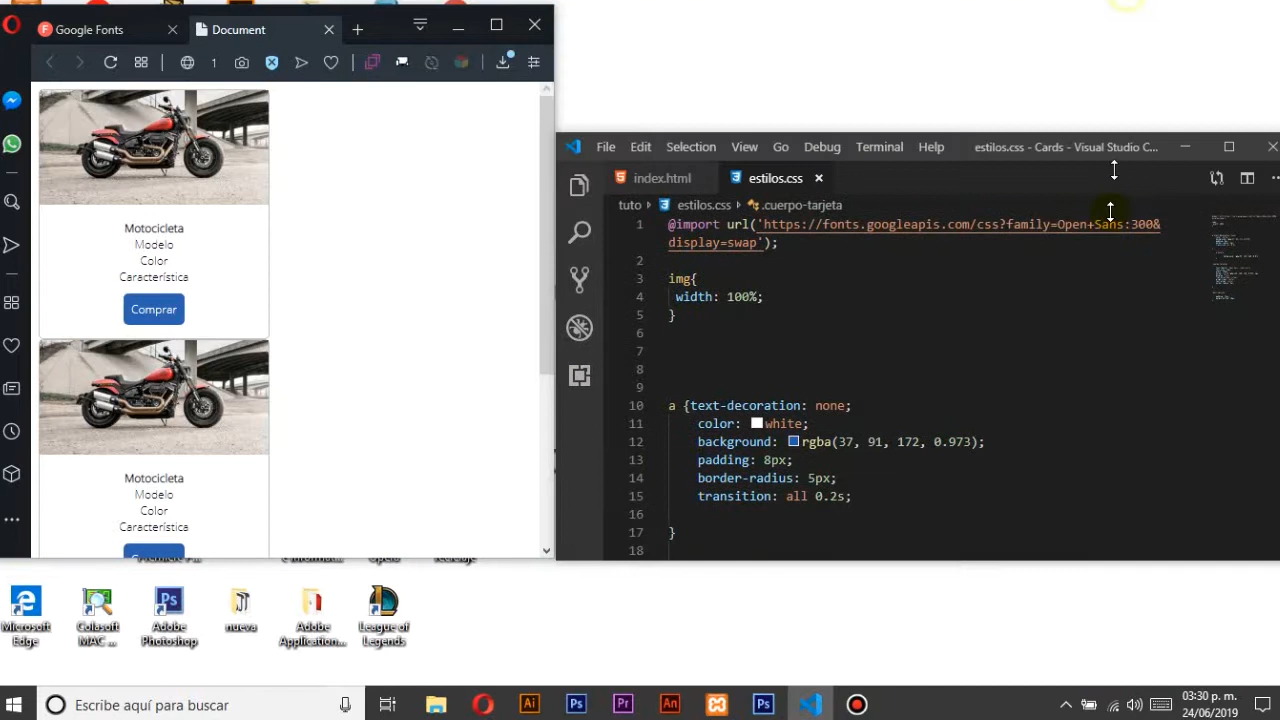 Google Fonts
Document
1
Motocicleta
Modelo
Color
Característica
Comprar
Motocicleta
Modelo
Color
Característica
File Edit Selection View Go Debug Terminal Help estilos.css - Cards - Visual Studio C...
index.html estilos.css
tuto estilos.css .cuerpo-tarjeta
1 @import url('https://fonts.googleapis.com/css?family=Open+Sans:300&
display=swap');
2
3 img{
4 width: 100%;
5 }
6
7
8
9
10 a {text-decoration: none;
11 color: white;
12 background: rgba(37, 91, 172, 0.973);
13 padding: 8px;
14 border-radius: 5px;
15 transition: all 0.2s;
16
17 }
18
Microsoft Edge
Colasoft MAC ...
Adobe Photoshop
nueva
Adobe Application...
League of Legends
Escribe aquí para buscar
03:30 p. m.
24/06/2019